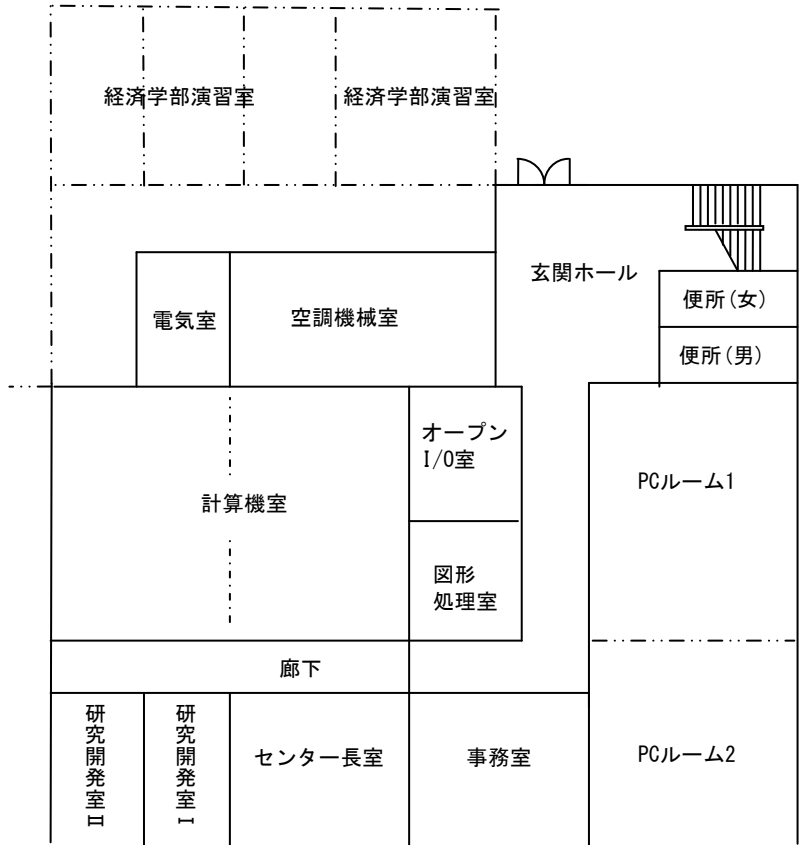 経済学部演習室
経済学部演習室
玄関ホール
便所(女)
電気室
空調機械室
便所(男)
オープン
I/O室
PCルーム1
計算機室
図形
処理室
廊下
研究開発室Ⅱ
研究開発室Ⅰ
センター長室
事務室
PCルーム2